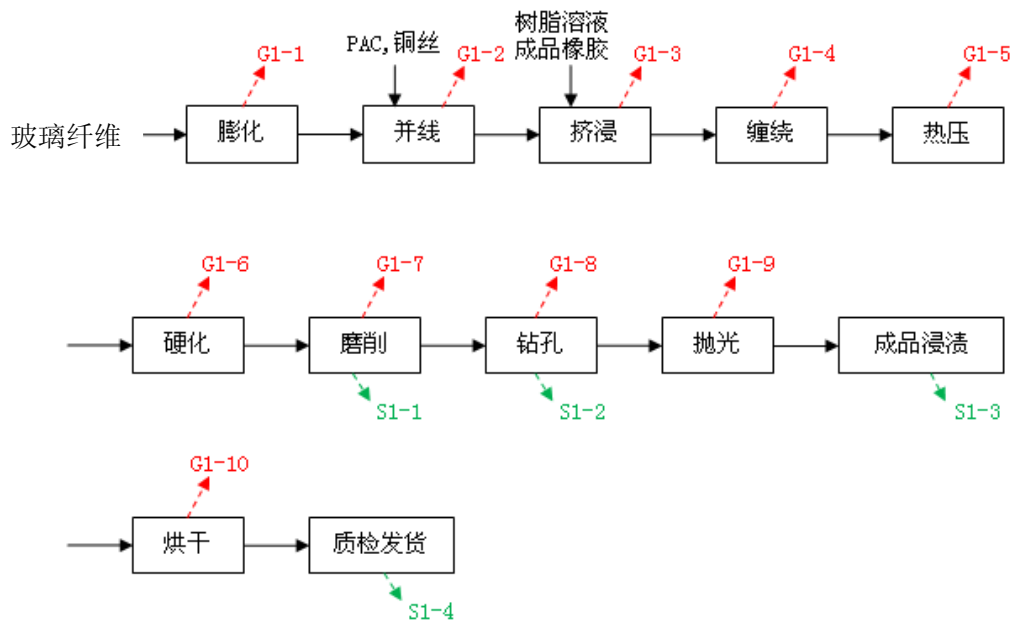 树脂溶液
PAC,铜丝
成品橡胶
G1-1
G1-2
G1-3
G1-4
G1-5
玻璃纤维
膨化
并线
挤浸
缠绕
热压
G1-6
G1-7
G1-8
G1-9
硬化
磨削
钻孔
抛光
成品浸渍
S1-1
S1-2
S1-3
G1-10
烘干
质检发货
S1-4